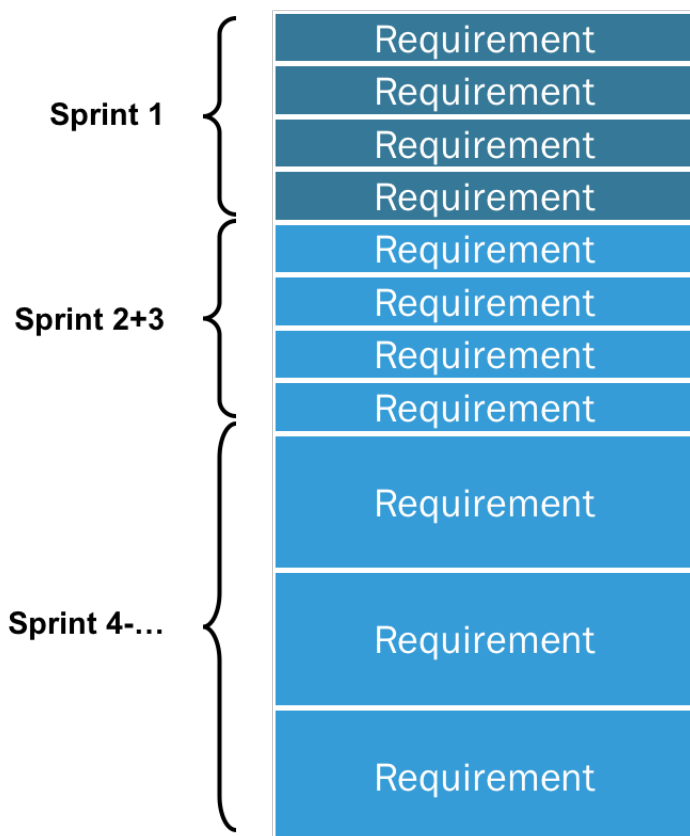 Requirement
Requirement
Sprint 1
Requirement
Requirement
Requirement
Requirement
Sprint 2+3
Requirement
Requirement
Requirement
Sprint 4-...
Requirement
Requirement